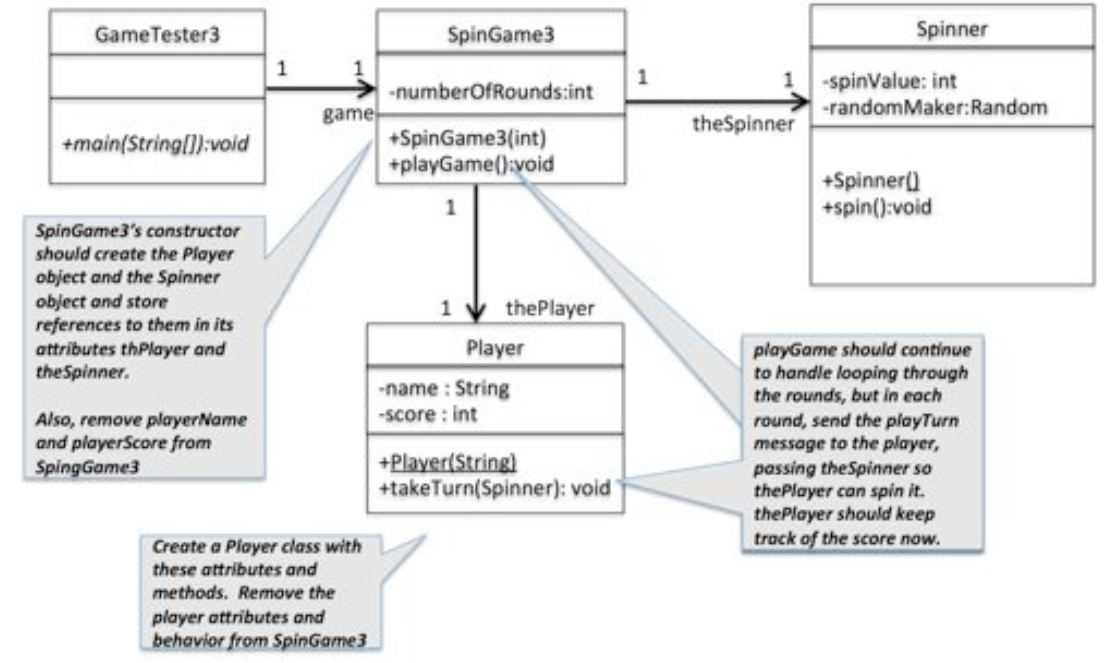 GameTester3
+main(String[]):void
1
1
game
SpinGame3
-numberOfRounds:int
+SpinGame3(int)
+playGame():void
1
1
theSpinner
Spinner
-spinValue: int
-randomMaker:Random
+Spinner()
+spin():void
SpinGame3's constructor
should create the Player
object and the Spinner
object and store
references to them in its
attributes thPlayer and
theSpinner.
Also, remove playerName
and playerScore from
SpingGame3
1
1
thePlayer
Player
-name : String
-score : int
+Player(String)
+takeTurn(Spinner): void
playGame should continue
to handle looping through
the rounds, but in each
round, send the playTurn
message to the player,
passing theSpinner so
thePlayer can spin it.
thePlayer should keep
track of the score now.
Create a Player class with
these attributes and
methods. Remove the
player attributes and
behavior from SpinGame3